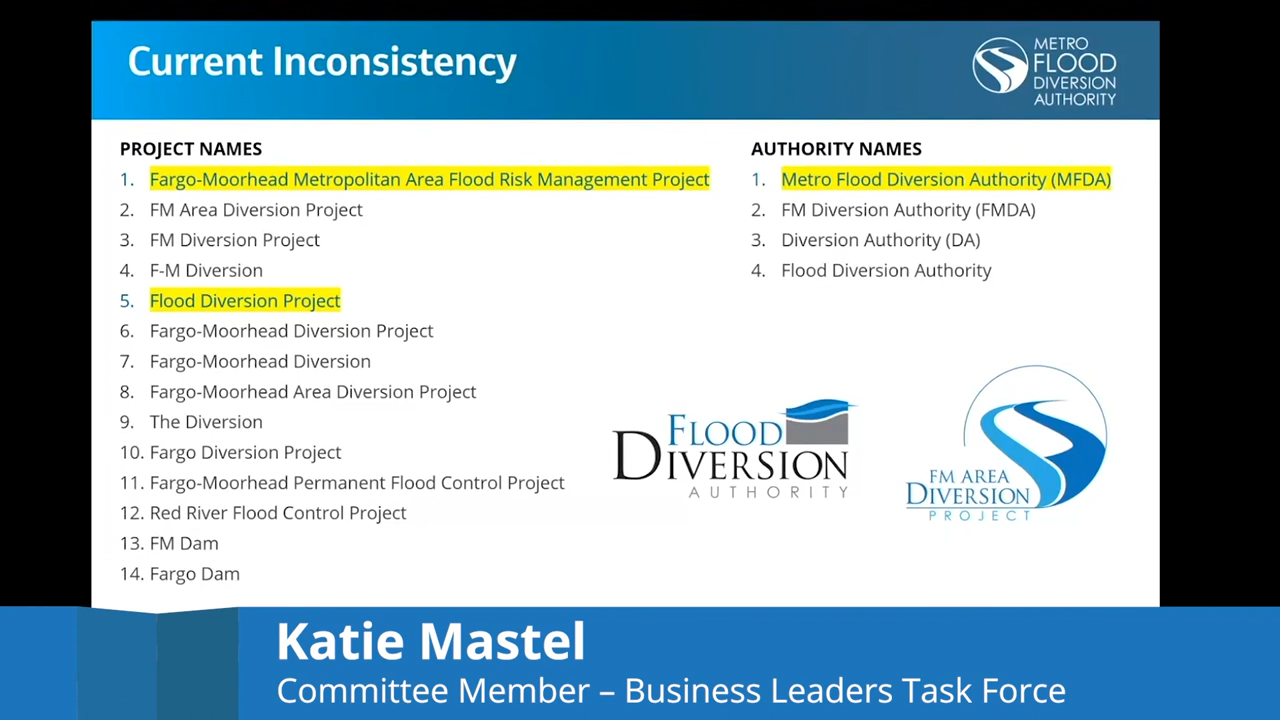 Current Inconsistency
METRO
FLOOD
DIVERSION
AUTHORITY
PROJECT NAMES
1. Fargo-Moorhead Metropolitan Area Flood Risk Management Project
2. FM Area Diversion Project
3. FM Diversion Project
4. F-M Diversion
5. Flood Diversion Project
6. Fargo-Moorhead Diversion Project
7. Fargo-Moorhead Diversion
8. Fargo-Moorhead Area Diversion Project
9. The Diversion
10. Fargo Diversion Project
11. Fargo-Moorhead Permanent Flood Control Project
12. Red River Flood Control Project
13. FM Dam
14. Fargo Dam
AUTHORITY NAMES
1. Metro Flood Diversion Authority (MFDA)
2. FM Diversion Authority (FMDA)
3. Diversion Authority (DA)
4. Flood Diversion Authority
FLOOD
DIVERSION
AUTHORITY
FM AREA
DIVERSION
PROJECT
Katie Mastel
Committee Member – Business Leaders Task Force